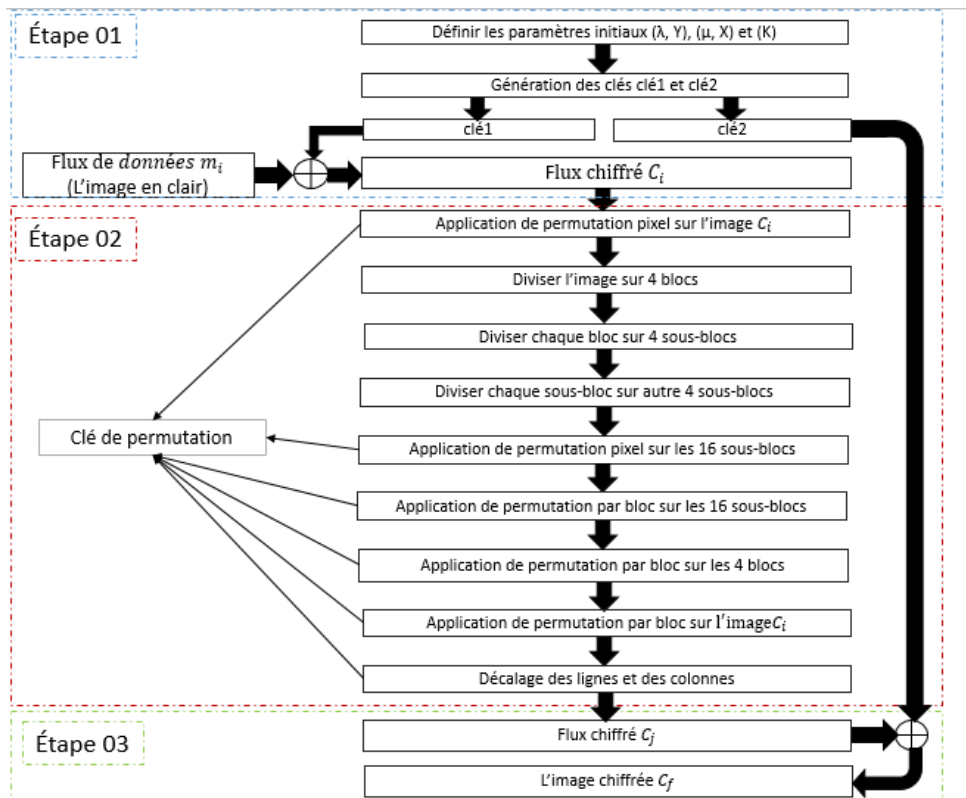 Étape 01
Définir les paramètres initiaux (λ, Y), (μ, X) et (K)
Génération des clés clé1 et clé2
clé1
clé2
Flux de données m_i
(L'image en clair)
Flux chiffré C_i
Étape 02
Application de permutation pixel sur l'image C_i
Diviser l'image sur 4 blocs
Diviser chaque bloc sur 4 sous-blocs
Diviser chaque sous-bloc sur autre 4 sous-blocs
Clé de permutation
Application de permutation pixel sur les 16 sous-blocs
Application de permutation par bloc sur les 16 sous-blocs
Application de permutation par bloc sur les 4 blocs
Application de permutation par bloc sur l'imageC_i
Décalage des lignes et des colonnes
Étape 03
Flux chiffré C_j
L'image chiffrée C_f